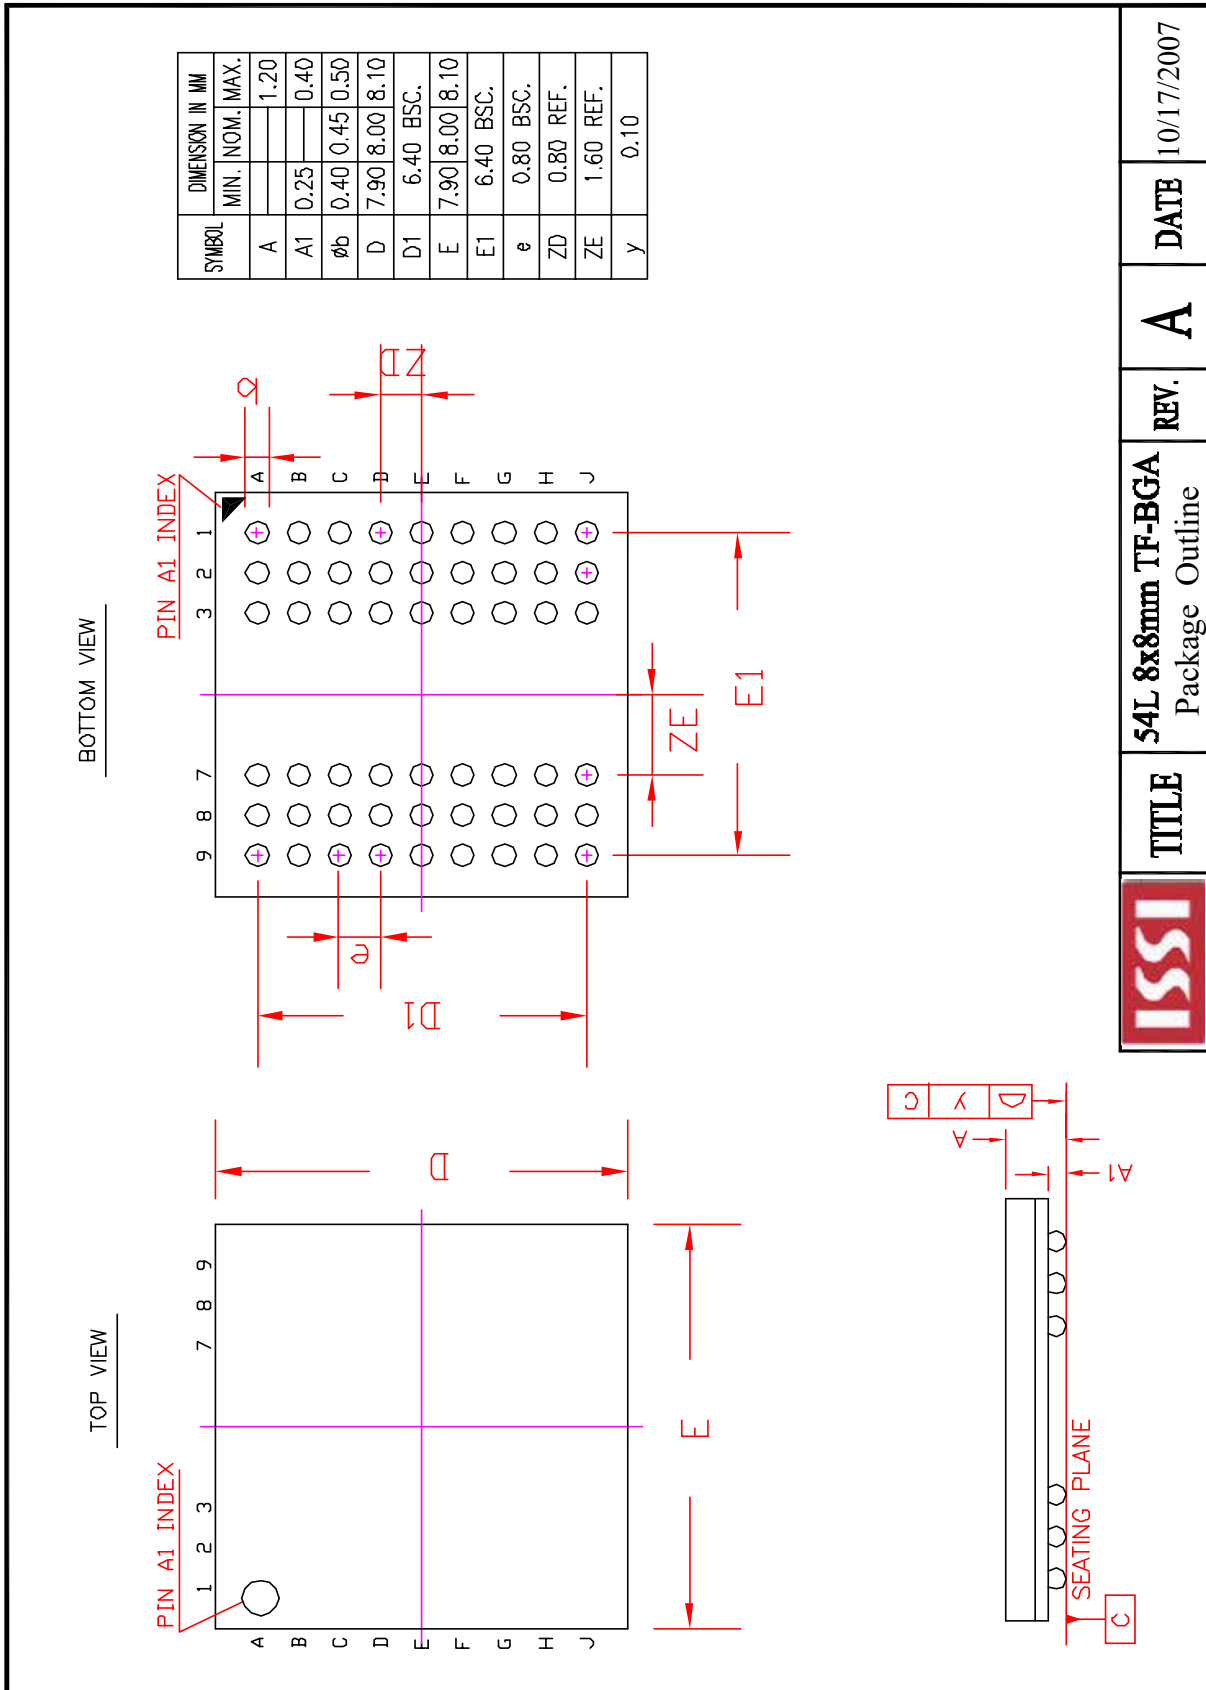 TOP VIEW
BOTTOM VIEW
PIN A1 INDEX
1 2 3 7 8 9
A
B
C
D
E
F
G
H
J
D
E
PIN A1 INDEX
9 8 7 3 2 1
A
B
C
D
E
F
G
H
J
b
ZD
e
D1
ZE
E1
SYMBOL DIMENSION IN MM
MIN. NOM. MAX.
A 1.20
A1 0.25 0.40
øb 0.40 0.45 0.50
D 7.90 8.00 8.10
D1 6.40 BSC.
E 7.90 8.00 8.10
E1 6.40 BSC.
e 0.80 BSC.
ZD 0.80 REF.
ZE 1.60 REF.
y 0.10
C y
A
A1
SEATING PLANE
C
ISSI
TITLE
54L 8x8mm TF-BGA
Package Outline
REV. A
DATE 10/17/2007